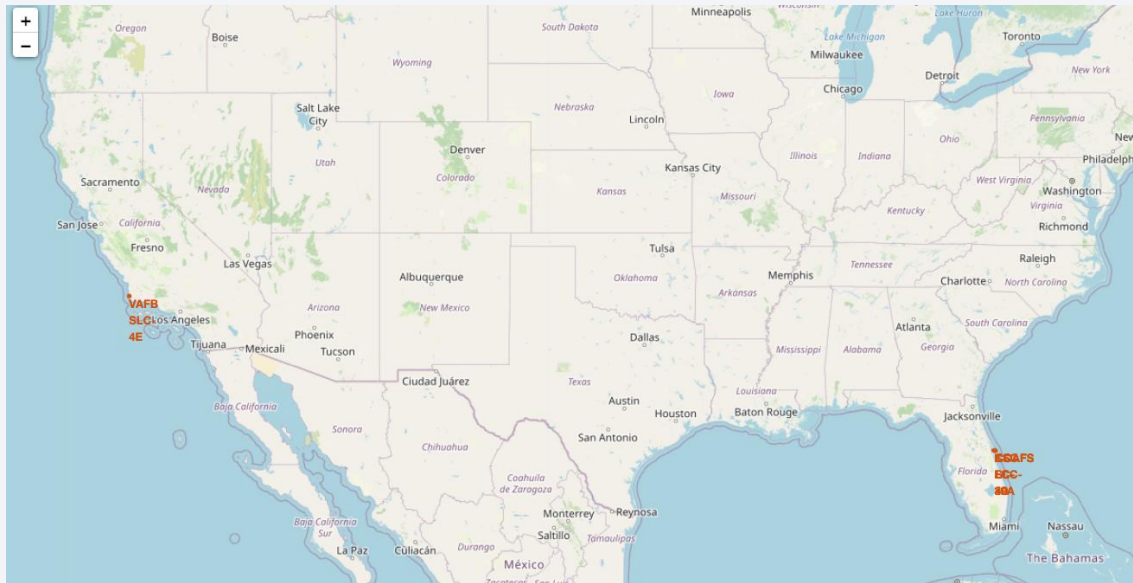 +
−
Oregon
Boise
Wyoming
South Dakota
Minneapolis
Wisconsin
Lake Michigan
Lake Huron
Toronto
Milwaukee
Detroit
Chicago
New York
Salt Lake
City
Nebraska
Iowa
Lincoln
Pennsylvania
New
Philadelph
Nevada
Utah
Denver
Colorado
Kansas
Kansas City
Missouri
Illinois
Indiana
Ohio
West Virginia
Washington
Virginia
Richmond
Sacramento
San Jose
California
Fresno
Las Vegas
Kentucky
Tulsa
Oklahoma
Albuquerque
New Mexico
Arizona
Phoenix
Tucson
Arkansas
Memphis
Tennessee
Raleigh
Charlotte
North Carolina
South Carolina
Atlanta
Georgia
Alabama
Mississippi
VAFB
SLC-
4E
Los Angeles
Tijuana
Mexicali
Dallas
Texas
Ciudad Juárez
Louisiana
Austin
Houston
Baton Rouge
San Antonio
Jacksonville
Florida
Miami
Nassau
The Bahamas
Baja California
Sonora
Chihuahua
Coahuila
de Zaragoza
Monterrey
Reynosa
Saltillo
Tamaulipas
Baja California
Sur
La Paz
Culiacán
Durango
México